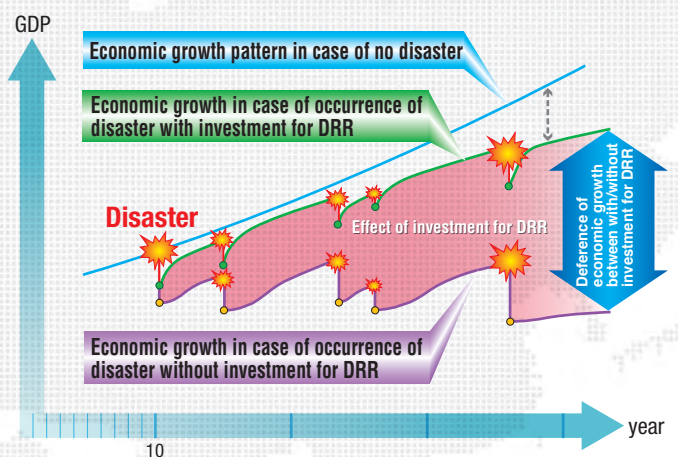 GDP
Economic growth pattern in case of no disaster
Economic growth in case of occurrence of
disaster with investment for DRR
Disaster
Effect of investment for DRR
Deference of
economic growth
between with/without
investment for DRR
Economic growth in case of occurrence of
disaster without investment for DRR
year
10